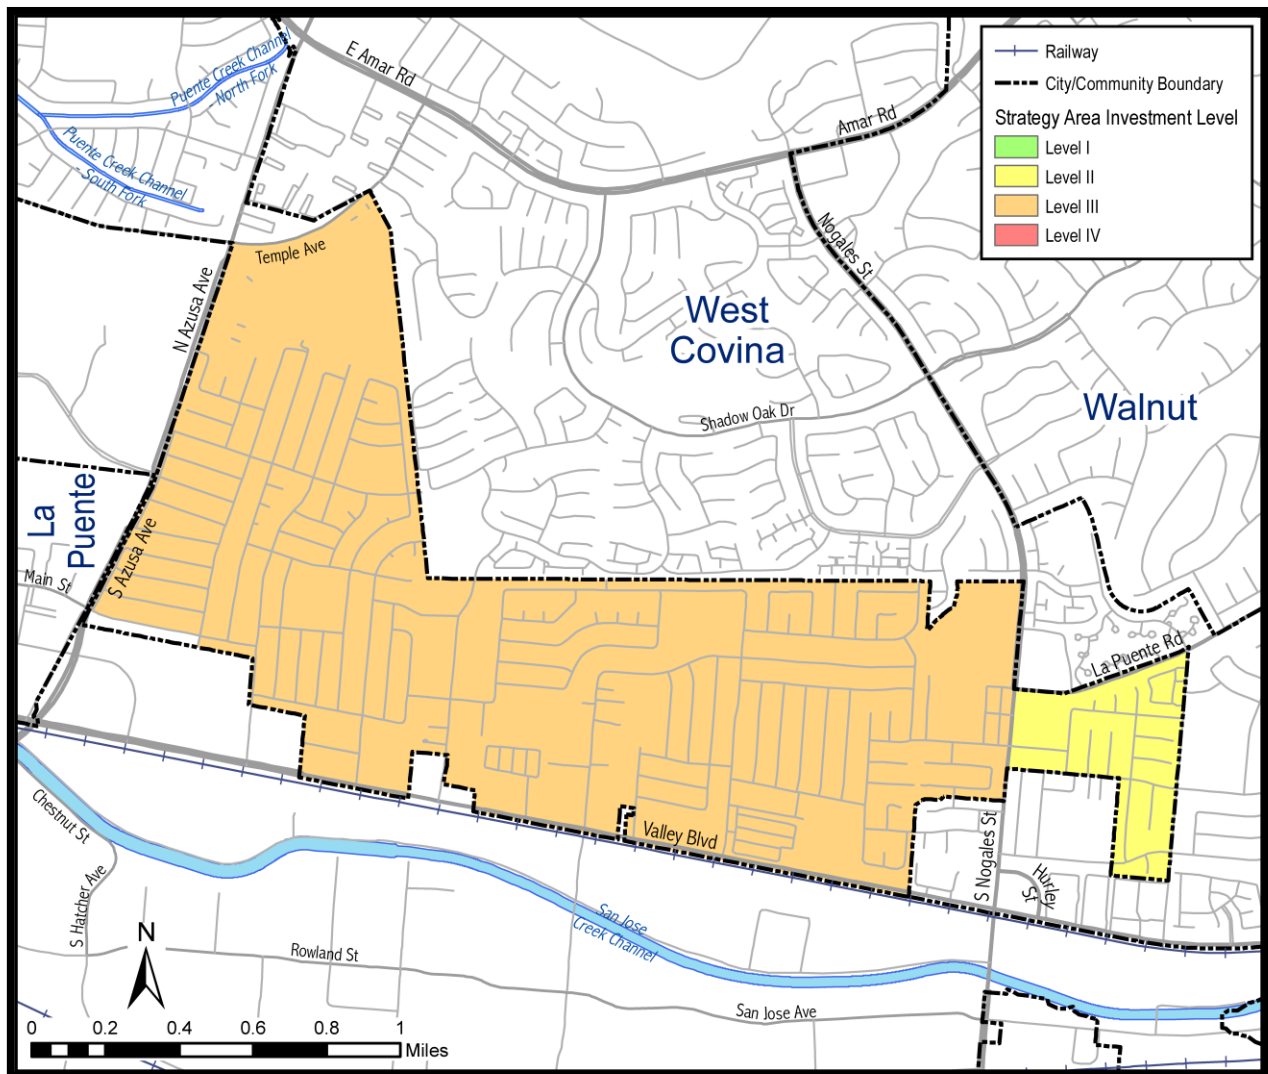 Puente Creek Channel
- North Fork
E Amar Rd
Railway
City/Community Boundary
Strategy Area Investment Level
Level I
Level II
Level III
Level IV
Amar Rd
Puente Creek Channel
- South Fork
Nogales St
Temple Ave
N Azusa Ave
West
Covina
Walnut
Shadow Oak Dr
La
Puente
S Azusa Ave
Main St
La Puente Rd
Valley Blvd
Chestnut St
S Hatcher Ave
S Nogales St
Hurley
St
San Jose
Creek Channel
N
Rowland St
San Jose Ave
0 0.2 0.4 0.6 0.8 1
Miles